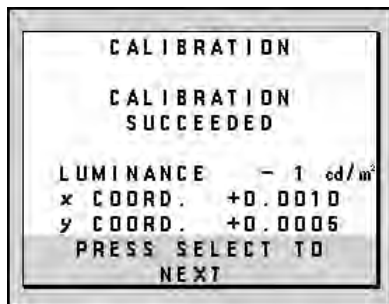 CALIBRATION
CALIBRATION
SUCCEEDED
LUMINANCE - 1 cd/m²
x COORD. +0.0010
y COORD. +0.0005
PRESS SELECT TO
NEXT